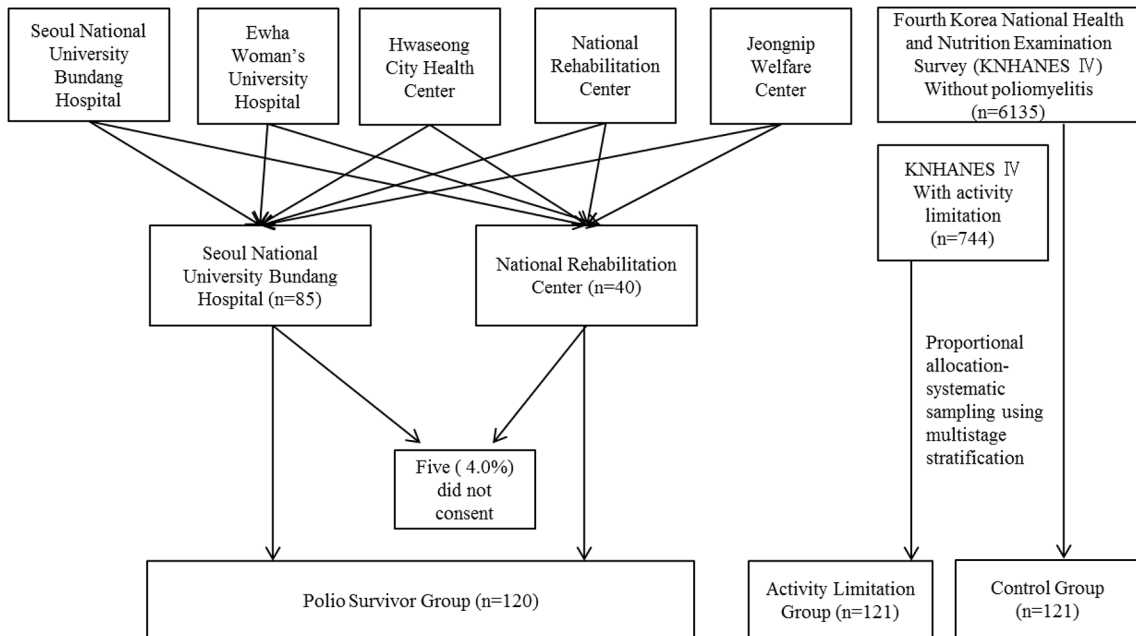 Seoul National
University
Bundang
Hospital
Ewha
Woman's
University
Hospital
Hwaseong
City Health
Center
National
Rehabilitation
Center
Jeongnip
Welfare
Center
Fourth Korea National Health
and Nutrition Examination
Survey (KNHANES Ⅳ)
Without poliomyelitis
(n=6135)
KNHANES Ⅳ
With activity
limitation
(n=744)
Seoul National
University Bundang
Hospital (n=85)
National Rehabilitation
Center (n=40)
Proportional
allocation-
systematic
sampling using
multistage
stratification
Five ( 4.0%)
did not
consent
Polio Survivor Group (n=120)
Activity Limitation
Group (n=121)
Control Group
(n=121)